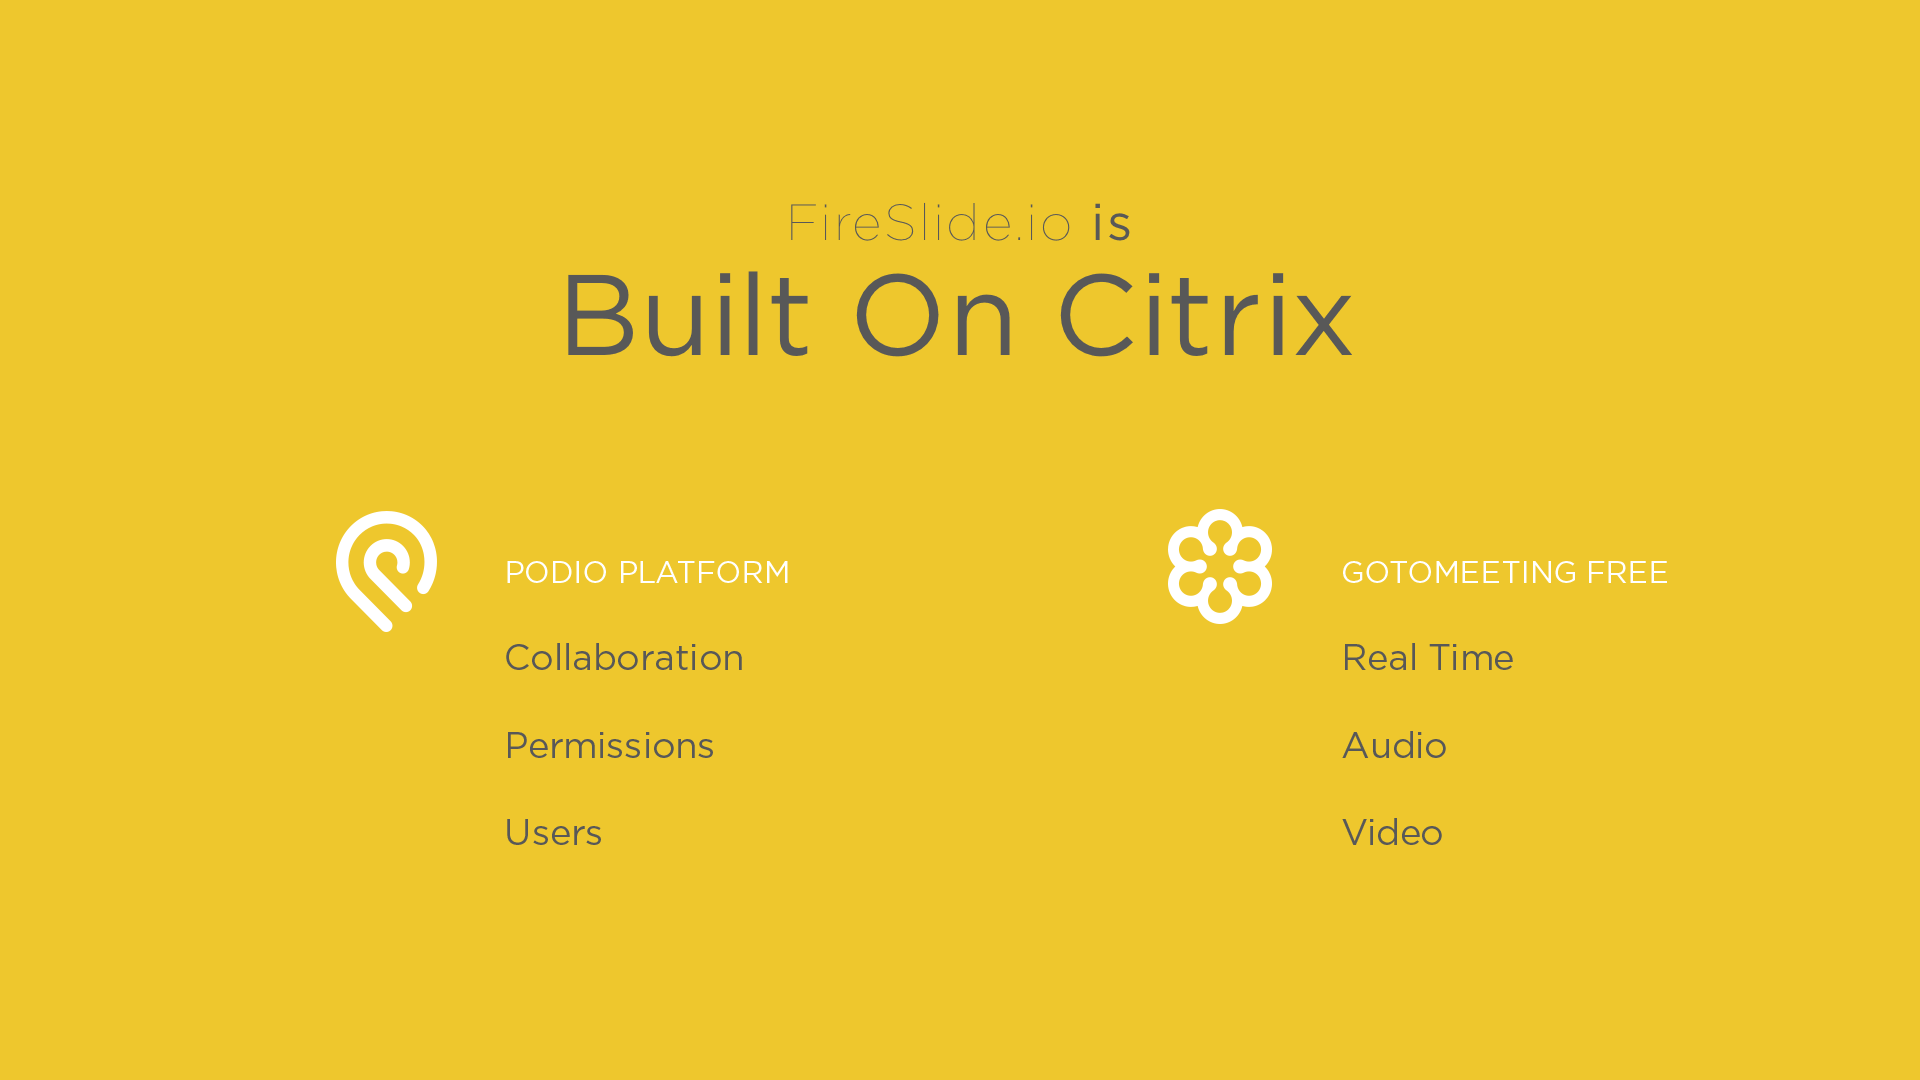 FireSlide.io is
Built On Citrix
PODIO PLATFORM
Collaboration
Permissions
Users
GOTOMEETING FREE
Real Time
Audio
Video